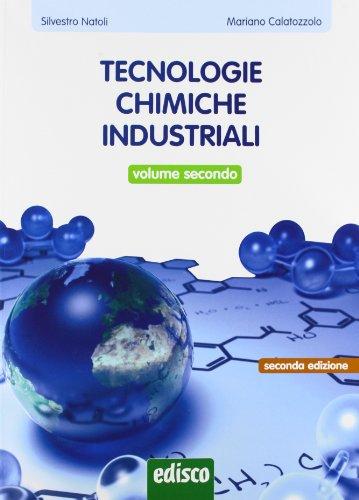 Silvestro Natoli
Mariano Calatozzolo
TECNOLOGIE
CHIMICHE
INDUSTRIALI
volume secondo
seconda edizione
edisco